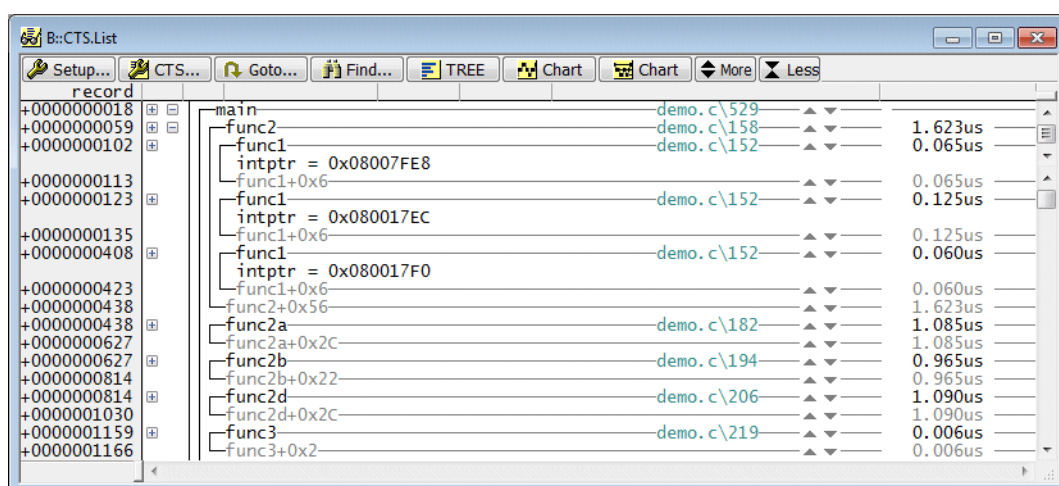 B::CTS.List
Setup... CTS... Goto... Find... TREE Chart Chart More Less
record
+0000000018 main demo.c\529
+0000000059 func2 demo.c\158 1.623us
+0000000102 func1 demo.c\152 0.065us
intptr = 0x08007FE8
+0000000113 func1+0x6 0.065us
+0000000123 func1 demo.c\152 0.125us
intptr = 0x080017EC
+0000000135 func1+0x6 0.125us
+0000000408 func1 demo.c\152 0.060us
intptr = 0x080017F0
+0000000423 func1+0x6 0.060us
+0000000438 func2+0x56 1.623us
+0000000438 func2a demo.c\182 1.085us
+0000000627 func2a+0x2C 1.085us
+0000000627 func2b demo.c\194 0.965us
+0000000814 func2b+0x22 0.965us
+0000000814 func2d demo.c\206 1.090us
+0000001030 func2d+0x2C 1.090us
+0000001159 func3 demo.c\219 0.006us
+0000001166 func3+0x2 0.006us